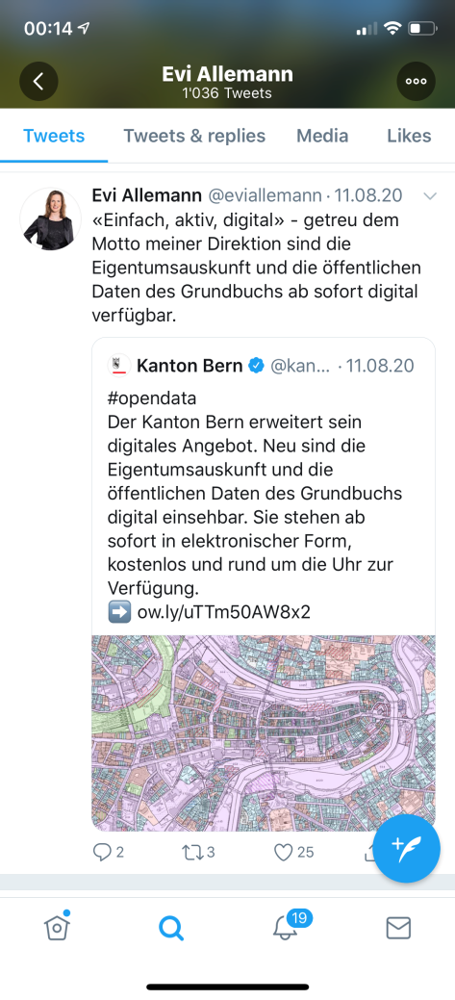 00:14
Evi Allemann
1'036 Tweets
Tweets
Tweets & replies
Media
Likes
Evi Allemann @eviallemann · 11.08.20
«Einfach, aktiv, digital» - getreu dem
Motto meiner Direktion sind die
Eigentumsauskunft und die öffentlichen
Daten des Grundbuchs ab sofort digital
verfügbar.
Kanton Bern @kan... · 11.08.20
#opendata
Der Kanton Bern erweitert sein
digitales Angebot. Neu sind die
Eigentumsauskunft und die
öffentlichen Daten des Grundbuchs
digital einsehbar. Sie stehen ab
sofort in elektronischer Form,
kostenlos und rund um die Uhr zur
Verfügung.
➡️ ow.ly/uTTm50AW8x2
2
3
25
19